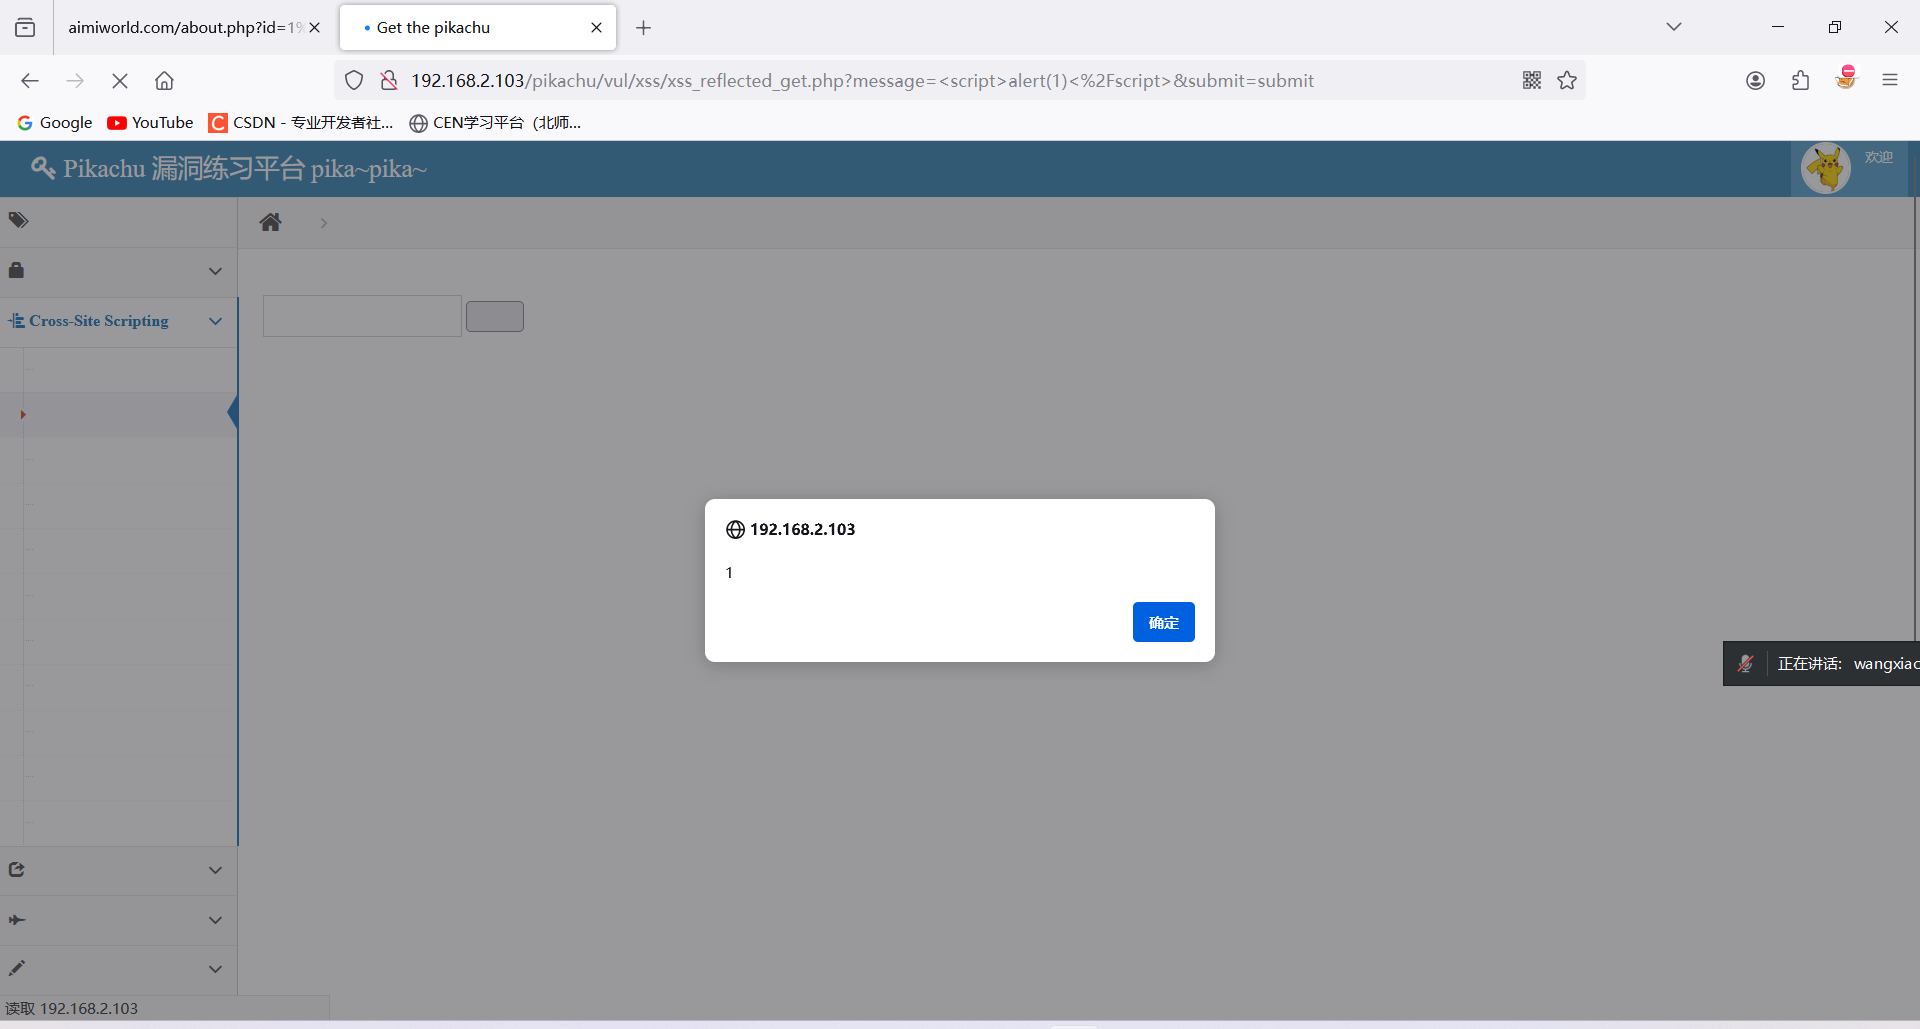 aimiworld.com/about.php?id=1%
Get the pikachu
192.168.2.103/pikachu/vul/xss/xss_reflected_get.php?message=<script>alert(1)<%2Fscript>&submit=submit
Google
YouTube
CSDN - 专业开发者社...
CEN学习平台（北师...
Pikachu 漏洞练习平台 pika~pika~
欢迎
Cross-Site Scripting
192.168.2.103
1
确定
正在讲话: wangxiao
读取 192.168.2.103